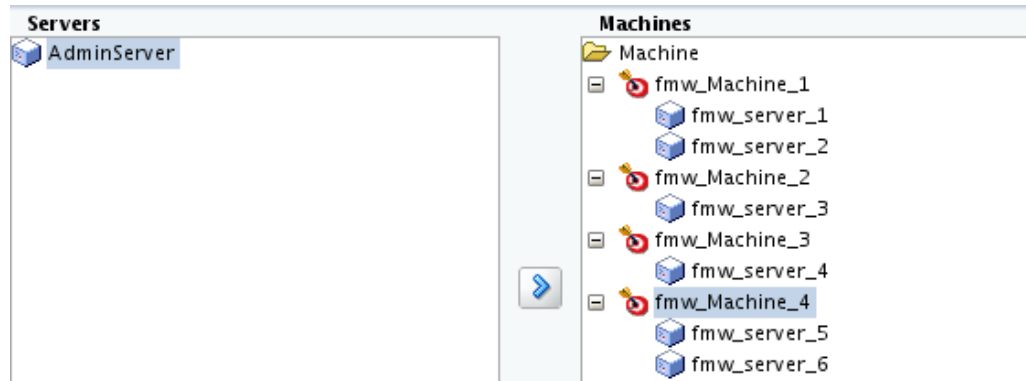 Servers
AdminServer
Machines
Machine
fmw_Machine_1
fmw_server_1
fmw_server_2
fmw_Machine_2
fmw_server_3
fmw_Machine_3
fmw_server_4
fmw_Machine_4
fmw_server_5
fmw_server_6